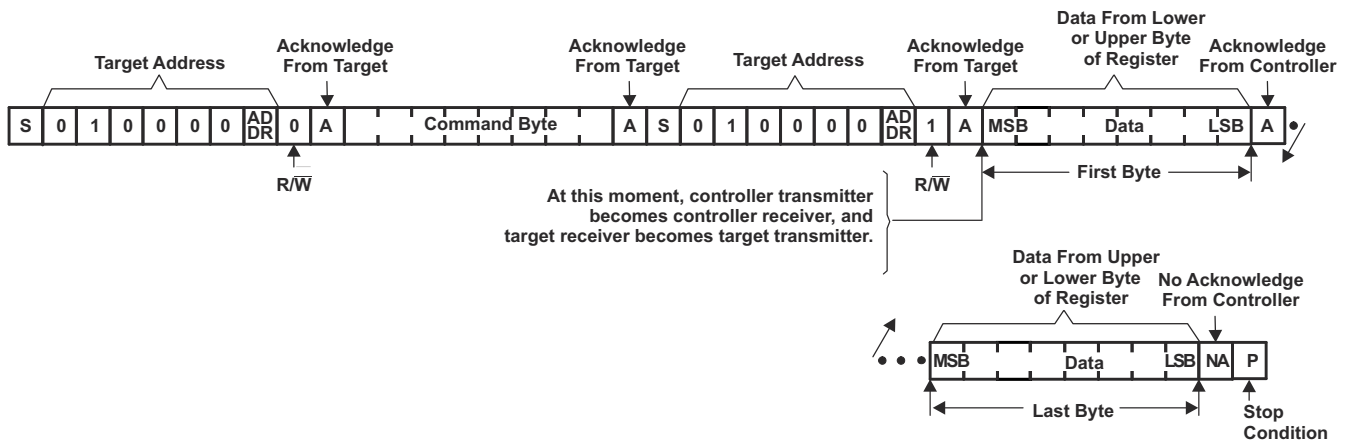 Target Address
Acknowledge
From Target
Acknowledge
From Target
Target Address
Acknowledge
From Target
Data From Lower
or Upper Byte
of Register
Acknowledge
From Controller
S 0 1 0 0 0 0 AD DR 0 A Command Byte A S 0 1 0 0 0 0 AD DR 1 A MSB Data LSB A
R/W̅
R/W̅
First Byte
At this moment, controller transmitter
becomes controller receiver, and
target receiver becomes target transmitter.
Data From Upper
or Lower Byte
of Register
No Acknowledge
From Controller
MSB Data LSB NA P
Last Byte
Stop
Condition